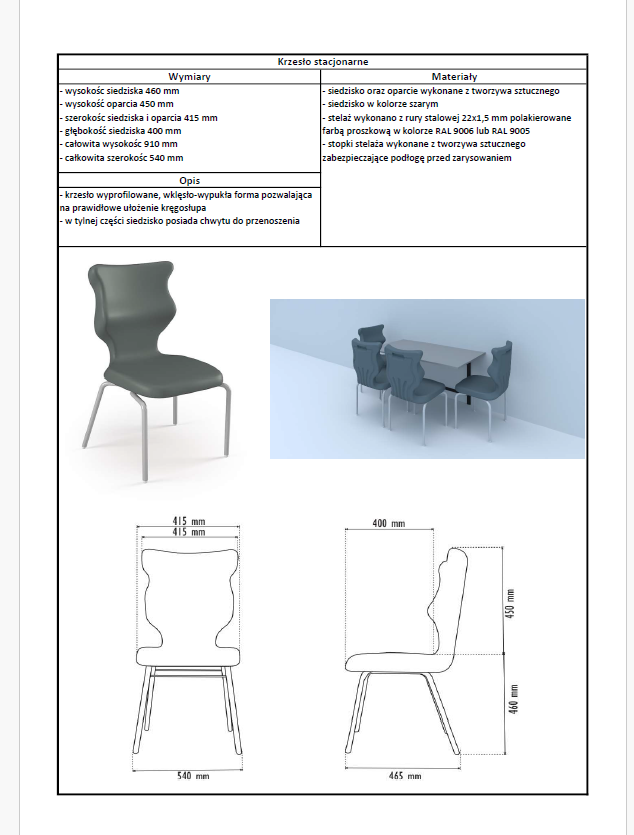 Krzesło stacjonarne
Wymiary
- wysokośc siedziska 460 mm
- wysokość oparcia 450 mm
- szerokośc siedziska i oparcia 415 mm
- głębokość siedziska 400 mm
- całowita wysokośc 910 mm
- całkowita szerokośc 540 mm
Opis
- krzesło wyprofilowane, wklęsło-wypukła forma pozwalająca
na prawidłowe ułożenie kręgosłupa
- w tylnej części siedzisko posiada chwytu do przenoszenia
Materiały
- siedzisko oraz oparcie wykonane z tworzywa sztucznego
- siedzisko w kolorze szarym
- stelaż wykonano z rury stalowej 22x1,5 mm polakierowane
farbą proszkową w kolorze RAL 9006 lub RAL 9005
- stopki stelaża wykonane z tworzywa sztucznego
zabezpieczające podłogę przed zarysowaniem
415 mm
415 mm
540 mm
400 mm
450 mm
460 mm
465 mm